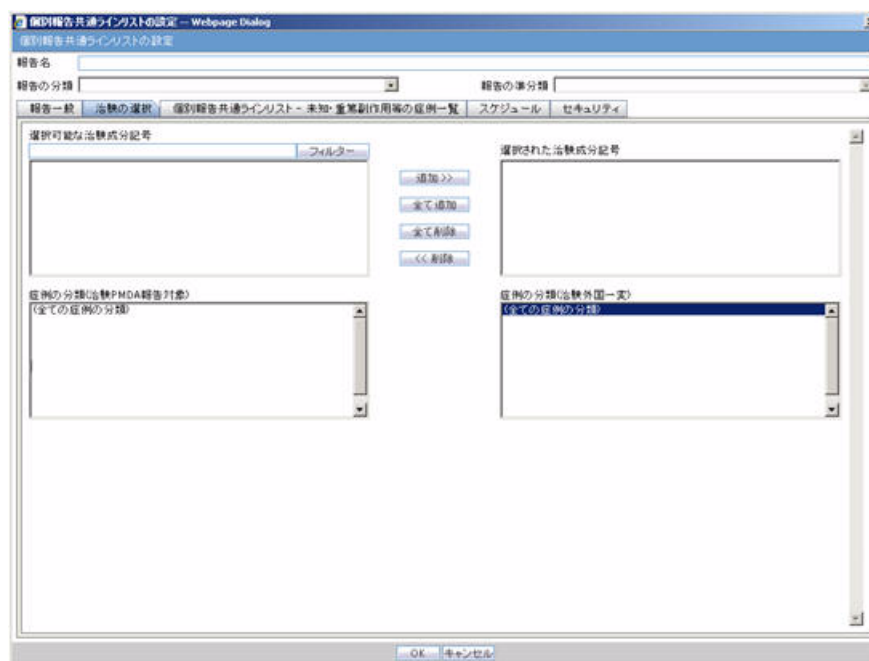 個別報告共通ラインリストの設定 -- Webpage Dialog
個別報告共通ラインリストの設定
報告名
報告の分類 報告の準分類
報告一般 治験の選択 個別報告共通ラインリスト - 未知・重篤副作用等の症例一覧 スケジュール セキュリティ
選択可能な治験成分記号
フィルター
選択された治験成分記号
追加 >>
全て追加
全て削除
<< 削除
症例の分類(治験PMDA報告対象) 症例の分類(治験外国一変)
(全ての症例の分類) (全ての症例の分類)
OK キャンセル